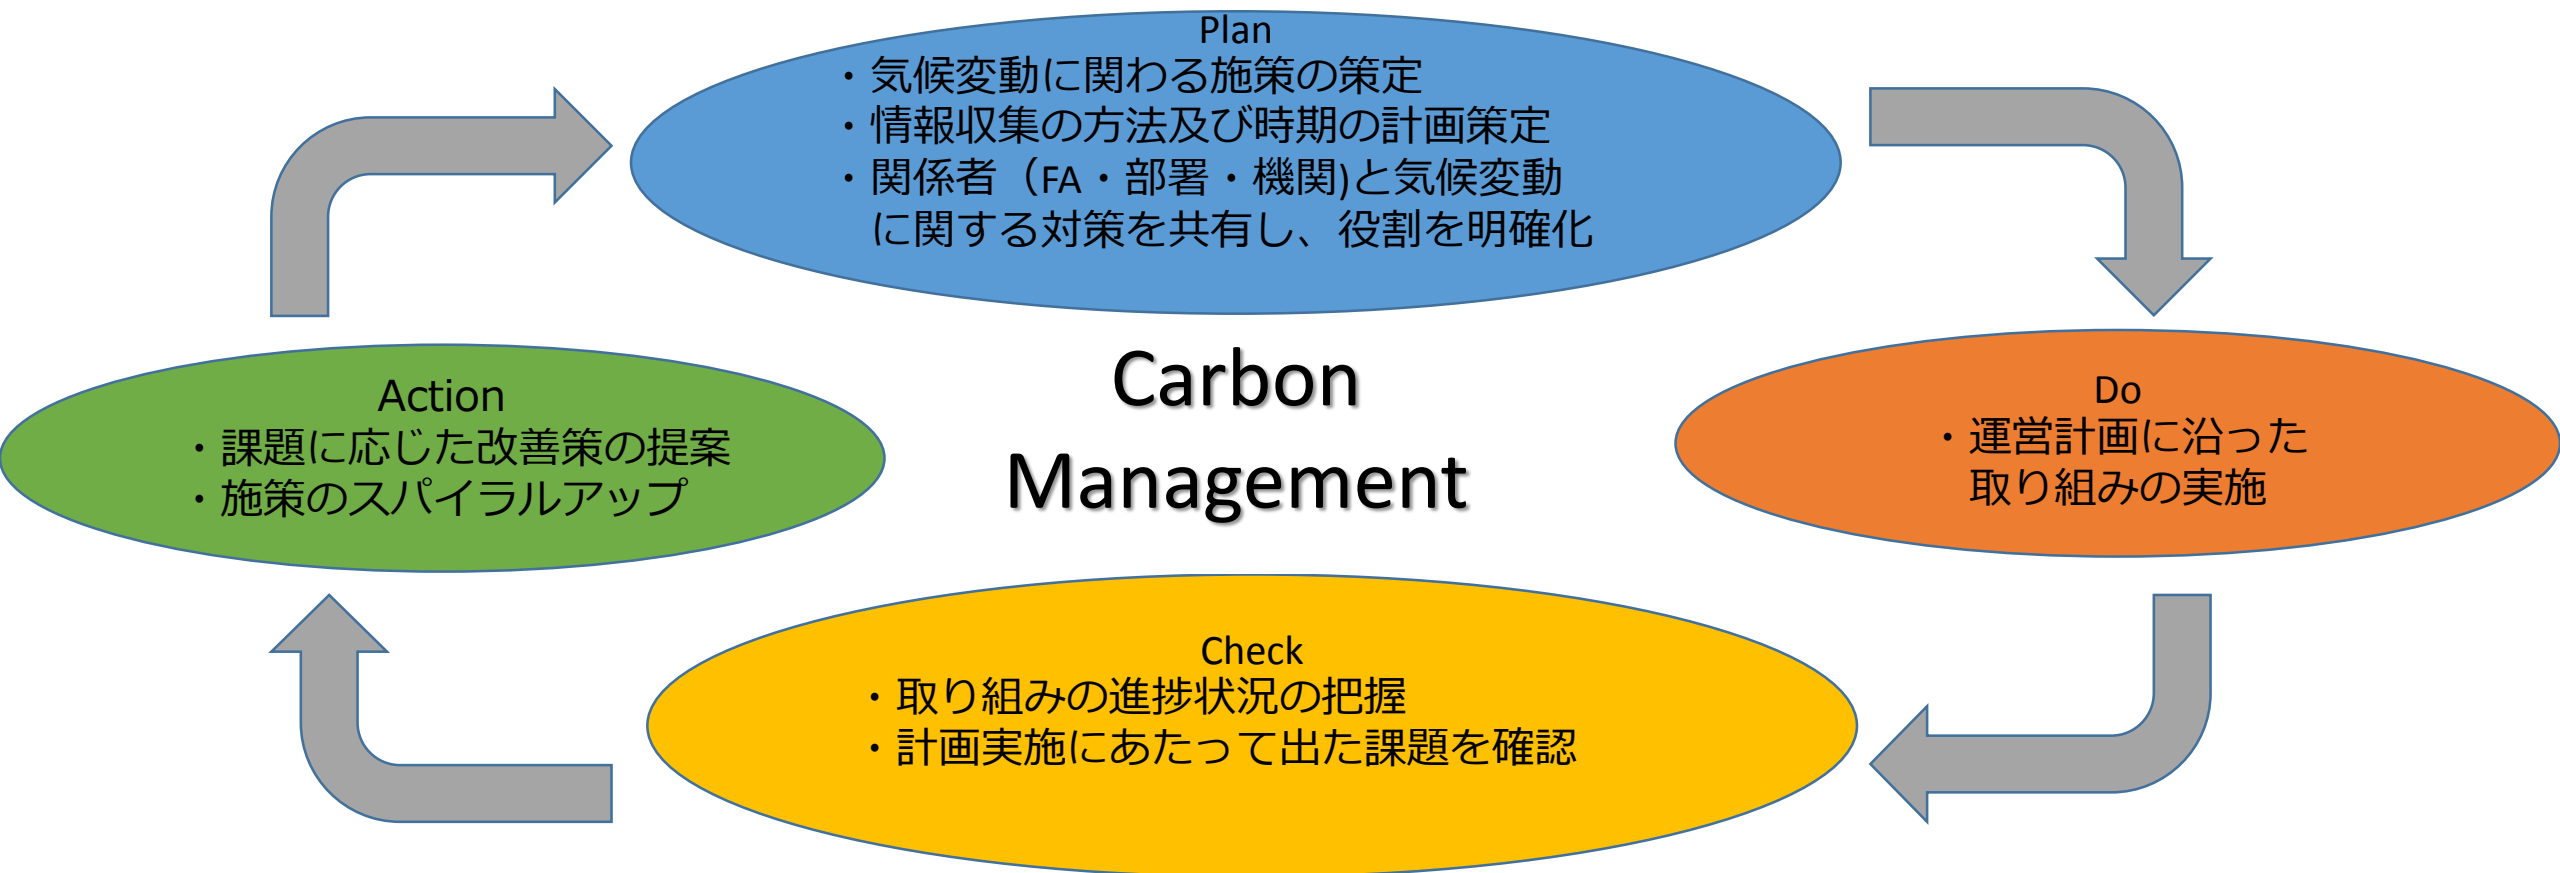 Plan
・気候変動に関わる施策の策定
・情報収集の方法及び時期の計画策定
・関係者（FA・部署・機関)と気候変動
に関する対策を共有し、役割を明確化
Carbon
Management
Action
・課題に応じた改善策の提案
・施策のスパイラルアップ
Do
・運営計画に沿った
取り組みの実施
Check
・取り組みの進捗状況の把握
・計画実施にあたって出た課題を確認